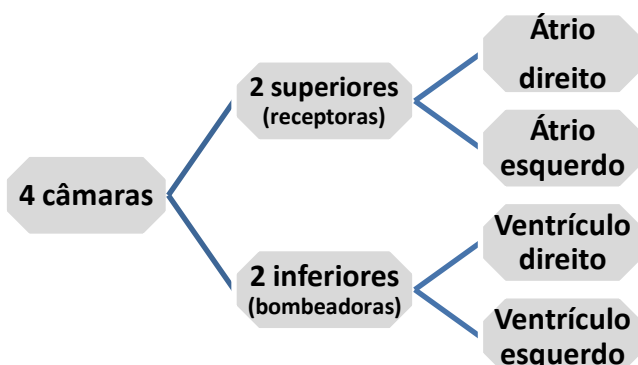 4 câmaras
2 superiores
(receptoras)
Átrio
direito
Átrio
esquerdo
2 inferiores
(bombeadoras)
Ventrículo
direito
Ventrículo
esquerdo